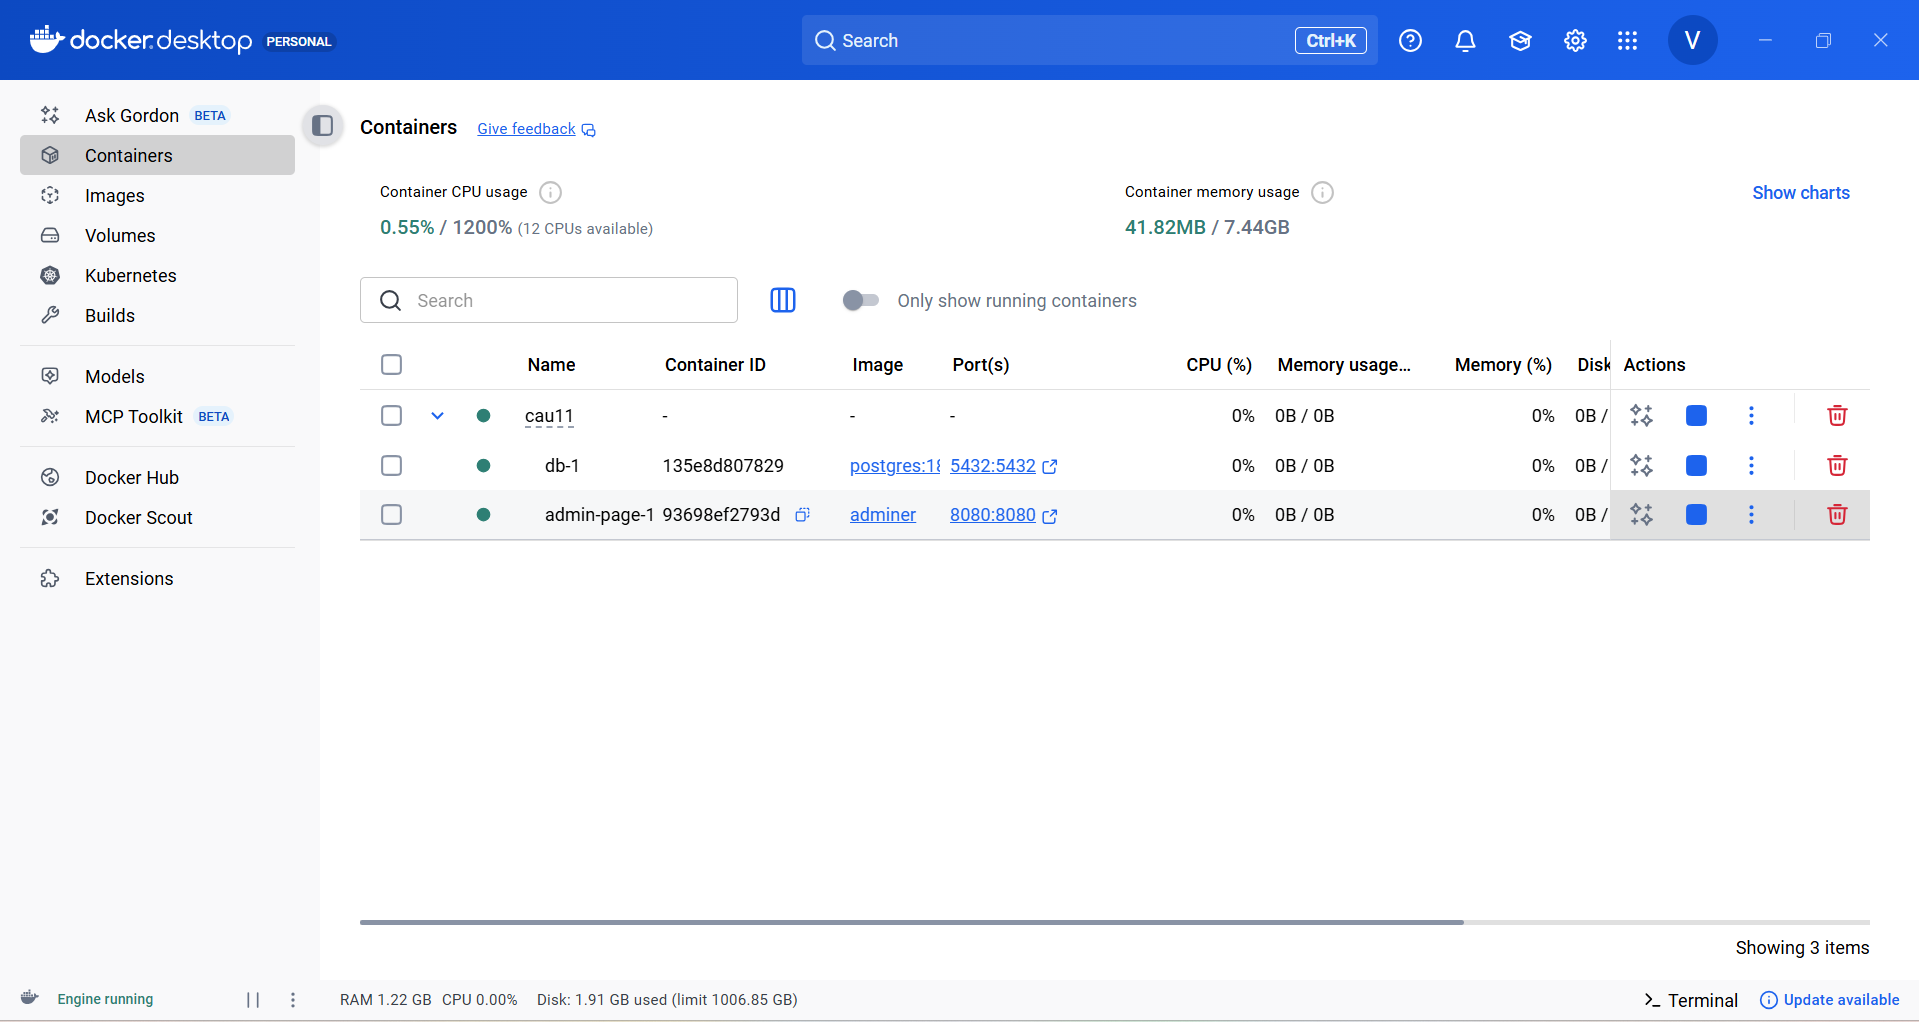 docker.desktop PERSONAL
Search Ctrl+K
V
Ask Gordon BETA
Containers
Images
Volumes
Kubernetes
Builds
Models
MCP Toolkit BETA
Docker Hub
Docker Scout
Extensions
Containers Give feedback
Container CPU usage
0.55% / 1200% (12 CPUs available)
Container memory usage
41.82MB / 7.44GB
Show charts
Search
Only show running containers
Name Container ID Image Port(s) CPU (%) Memory usage... Memory (%) Disk Actions
cau11 - - - 0% 0B / 0B 0% 0B /
db-1 135e8d807829 postgres:18 5432:5432 0% 0B / 0B 0% 0B /
admin-page-1 93698ef2793d adminer 8080:8080 0% 0B / 0B 0% 0B /
Showing 3 items
Engine running
RAM 1.22 GB CPU 0.00% Disk: 1.91 GB used (limit 1006.85 GB)
Terminal
Update available